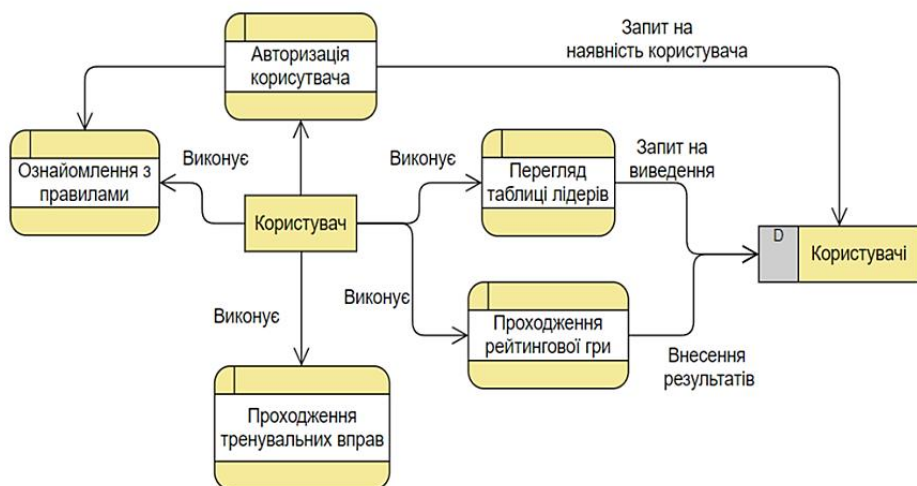 Запит на
наявність користувача
Авторизація
корисутвача
Ознайомлення з
правилами
Виконує
Виконує
Перегляд
таблиці лідерів
Запит на
виведення
Користувач
D
Користувачі
Виконує
Виконує
Проходження
рейтингової гри
Внесення
результатів
Проходження
тренувальних вправ